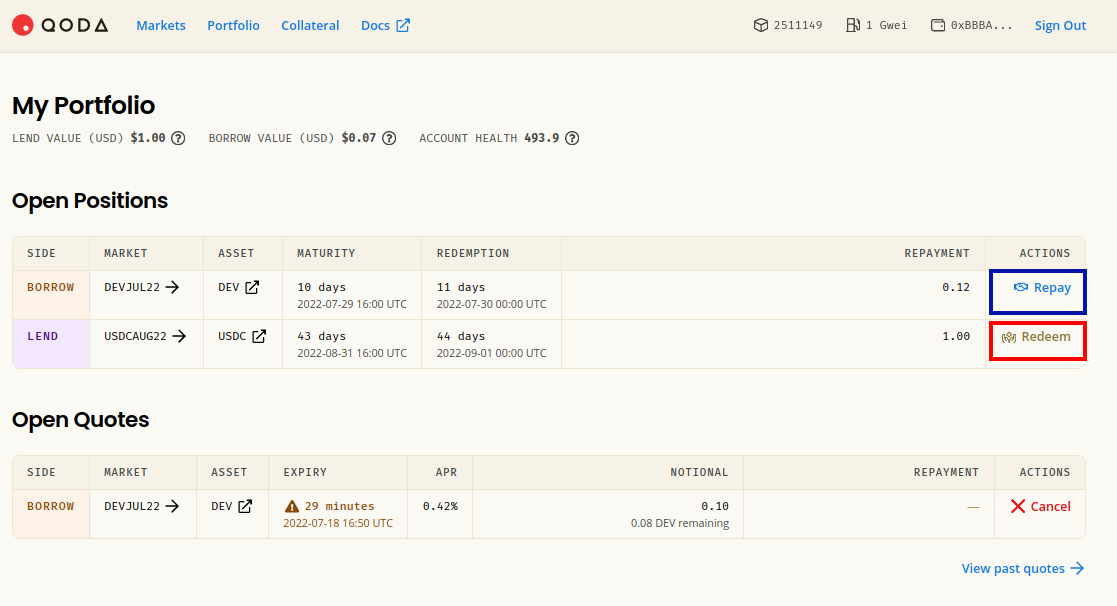 QODA Markets Portfolio Collateral Docs 2511149 1 Gwei 0xBBBA... Sign Out
My Portfolio
LEND VALUE (USD) $1.00 ? BORROW VALUE (USD) $0.07 ? ACCOUNT HEALTH 493.9 ?
Open Positions
SIDE MARKET ASSET MATURITY REDEMPTION REPAYMENT ACTIONS
BORROW DEVJUL22 → DEV 10 days 11 days 0.12 Repay
2022-07-29 16:00 UTC 2022-07-30 00:00 UTC
LEND USDCAUG22 → USDC 43 days 44 days 1.00 Redeem
2022-08-31 16:00 UTC 2022-09-01 00:00 UTC
Open Quotes
SIDE MARKET ASSET EXPIRY APR NOTIONAL REPAYMENT ACTIONS
BORROW DEVJUL22 → DEV 29 minutes 0.42% 0.10 — Cancel
2022-07-18 16:50 UTC 0.08 DEV remaining
View past quotes →